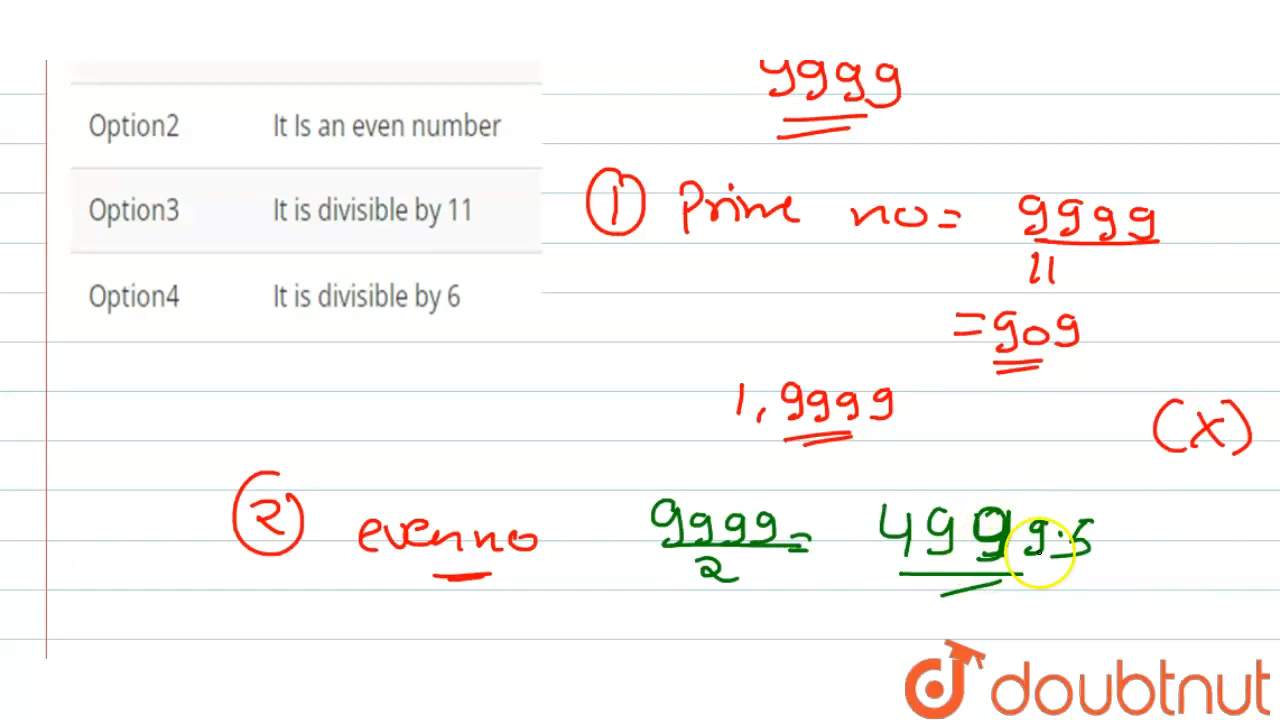 9999
Option2 It Is an even number
Option3 It is divisible by 11
Option4 It is divisible by 6
① Prime no = 9999
11
= 909
1, 9999
(X)
② even no 9999 = 4999.5
2
doubtnut